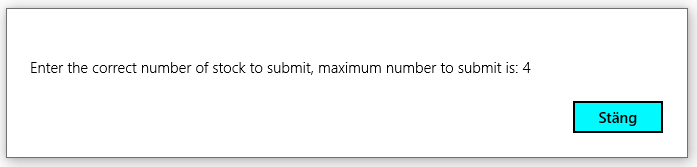 Enter the correct number of stock to submit, maximum number to submit is: 4
Stäng